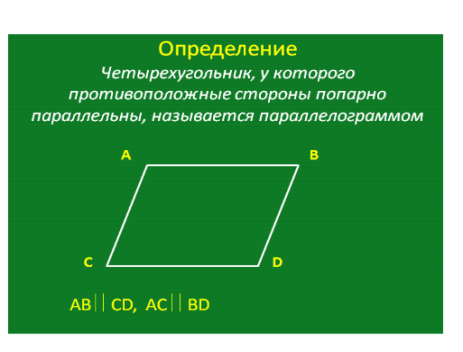 Определение
Четырехугольник, у которого
противоположные стороны попарно
параллельны, называется параллелограммом
A B
C D
AB || CD, AC || BD